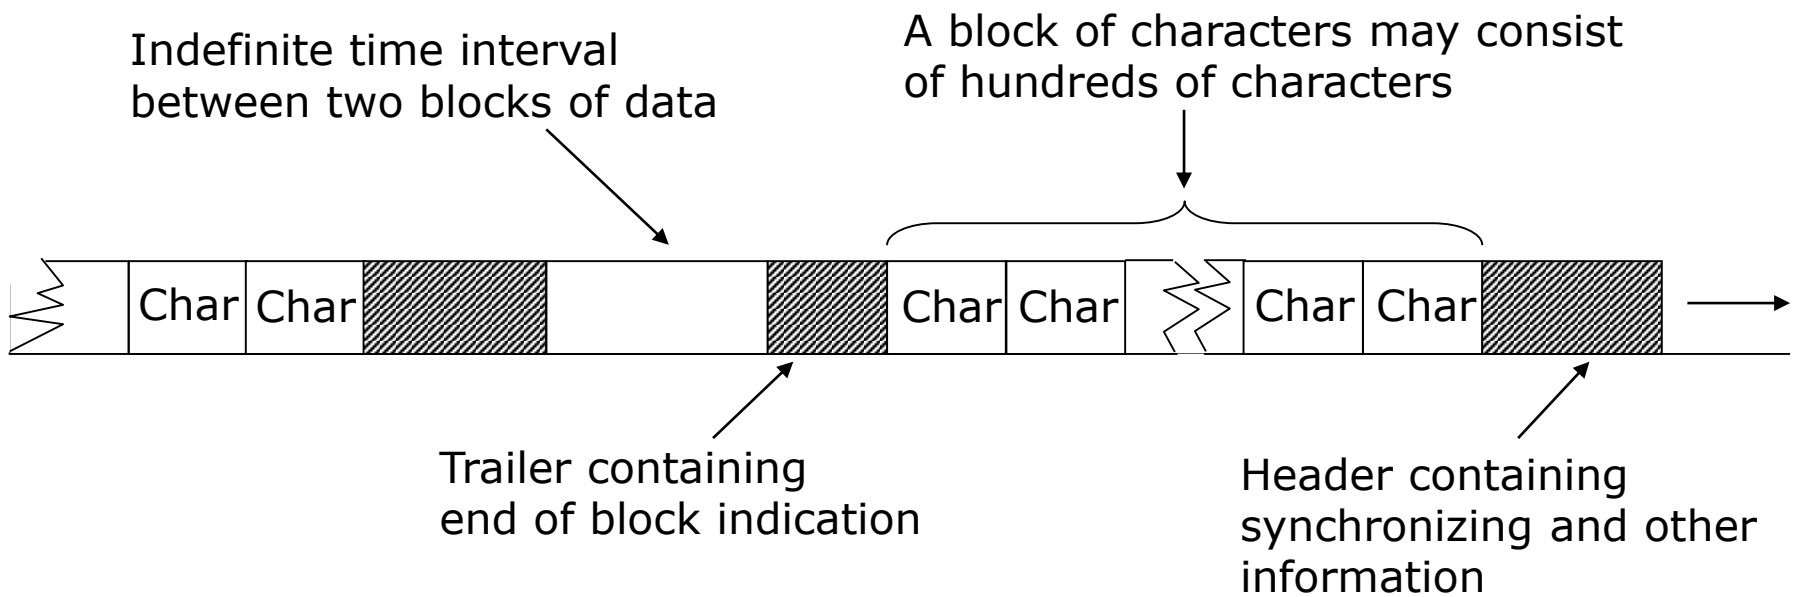 Indefinite time interval
between two blocks of data
A block of characters may consist
of hundreds of characters
Char Char Char Char Char Char
Trailer containing
end of block indication
Header containing
synchronizing and other
information